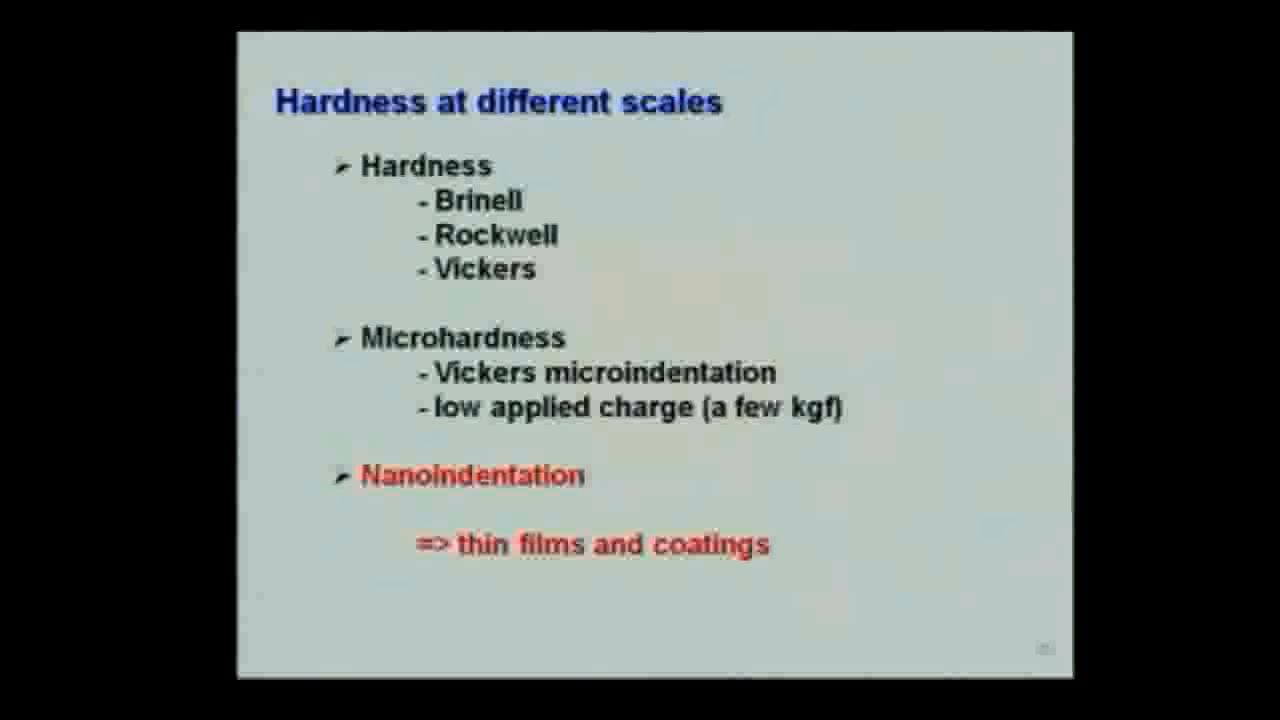 Hardness at different scales
➢ Hardness
- Brinell
- Rockwell
- Vickers
➢ Microhardness
- Vickers microindentation
- low applied charge (a few kgf)
➢ Nanoindentation
=> thin films and coatings